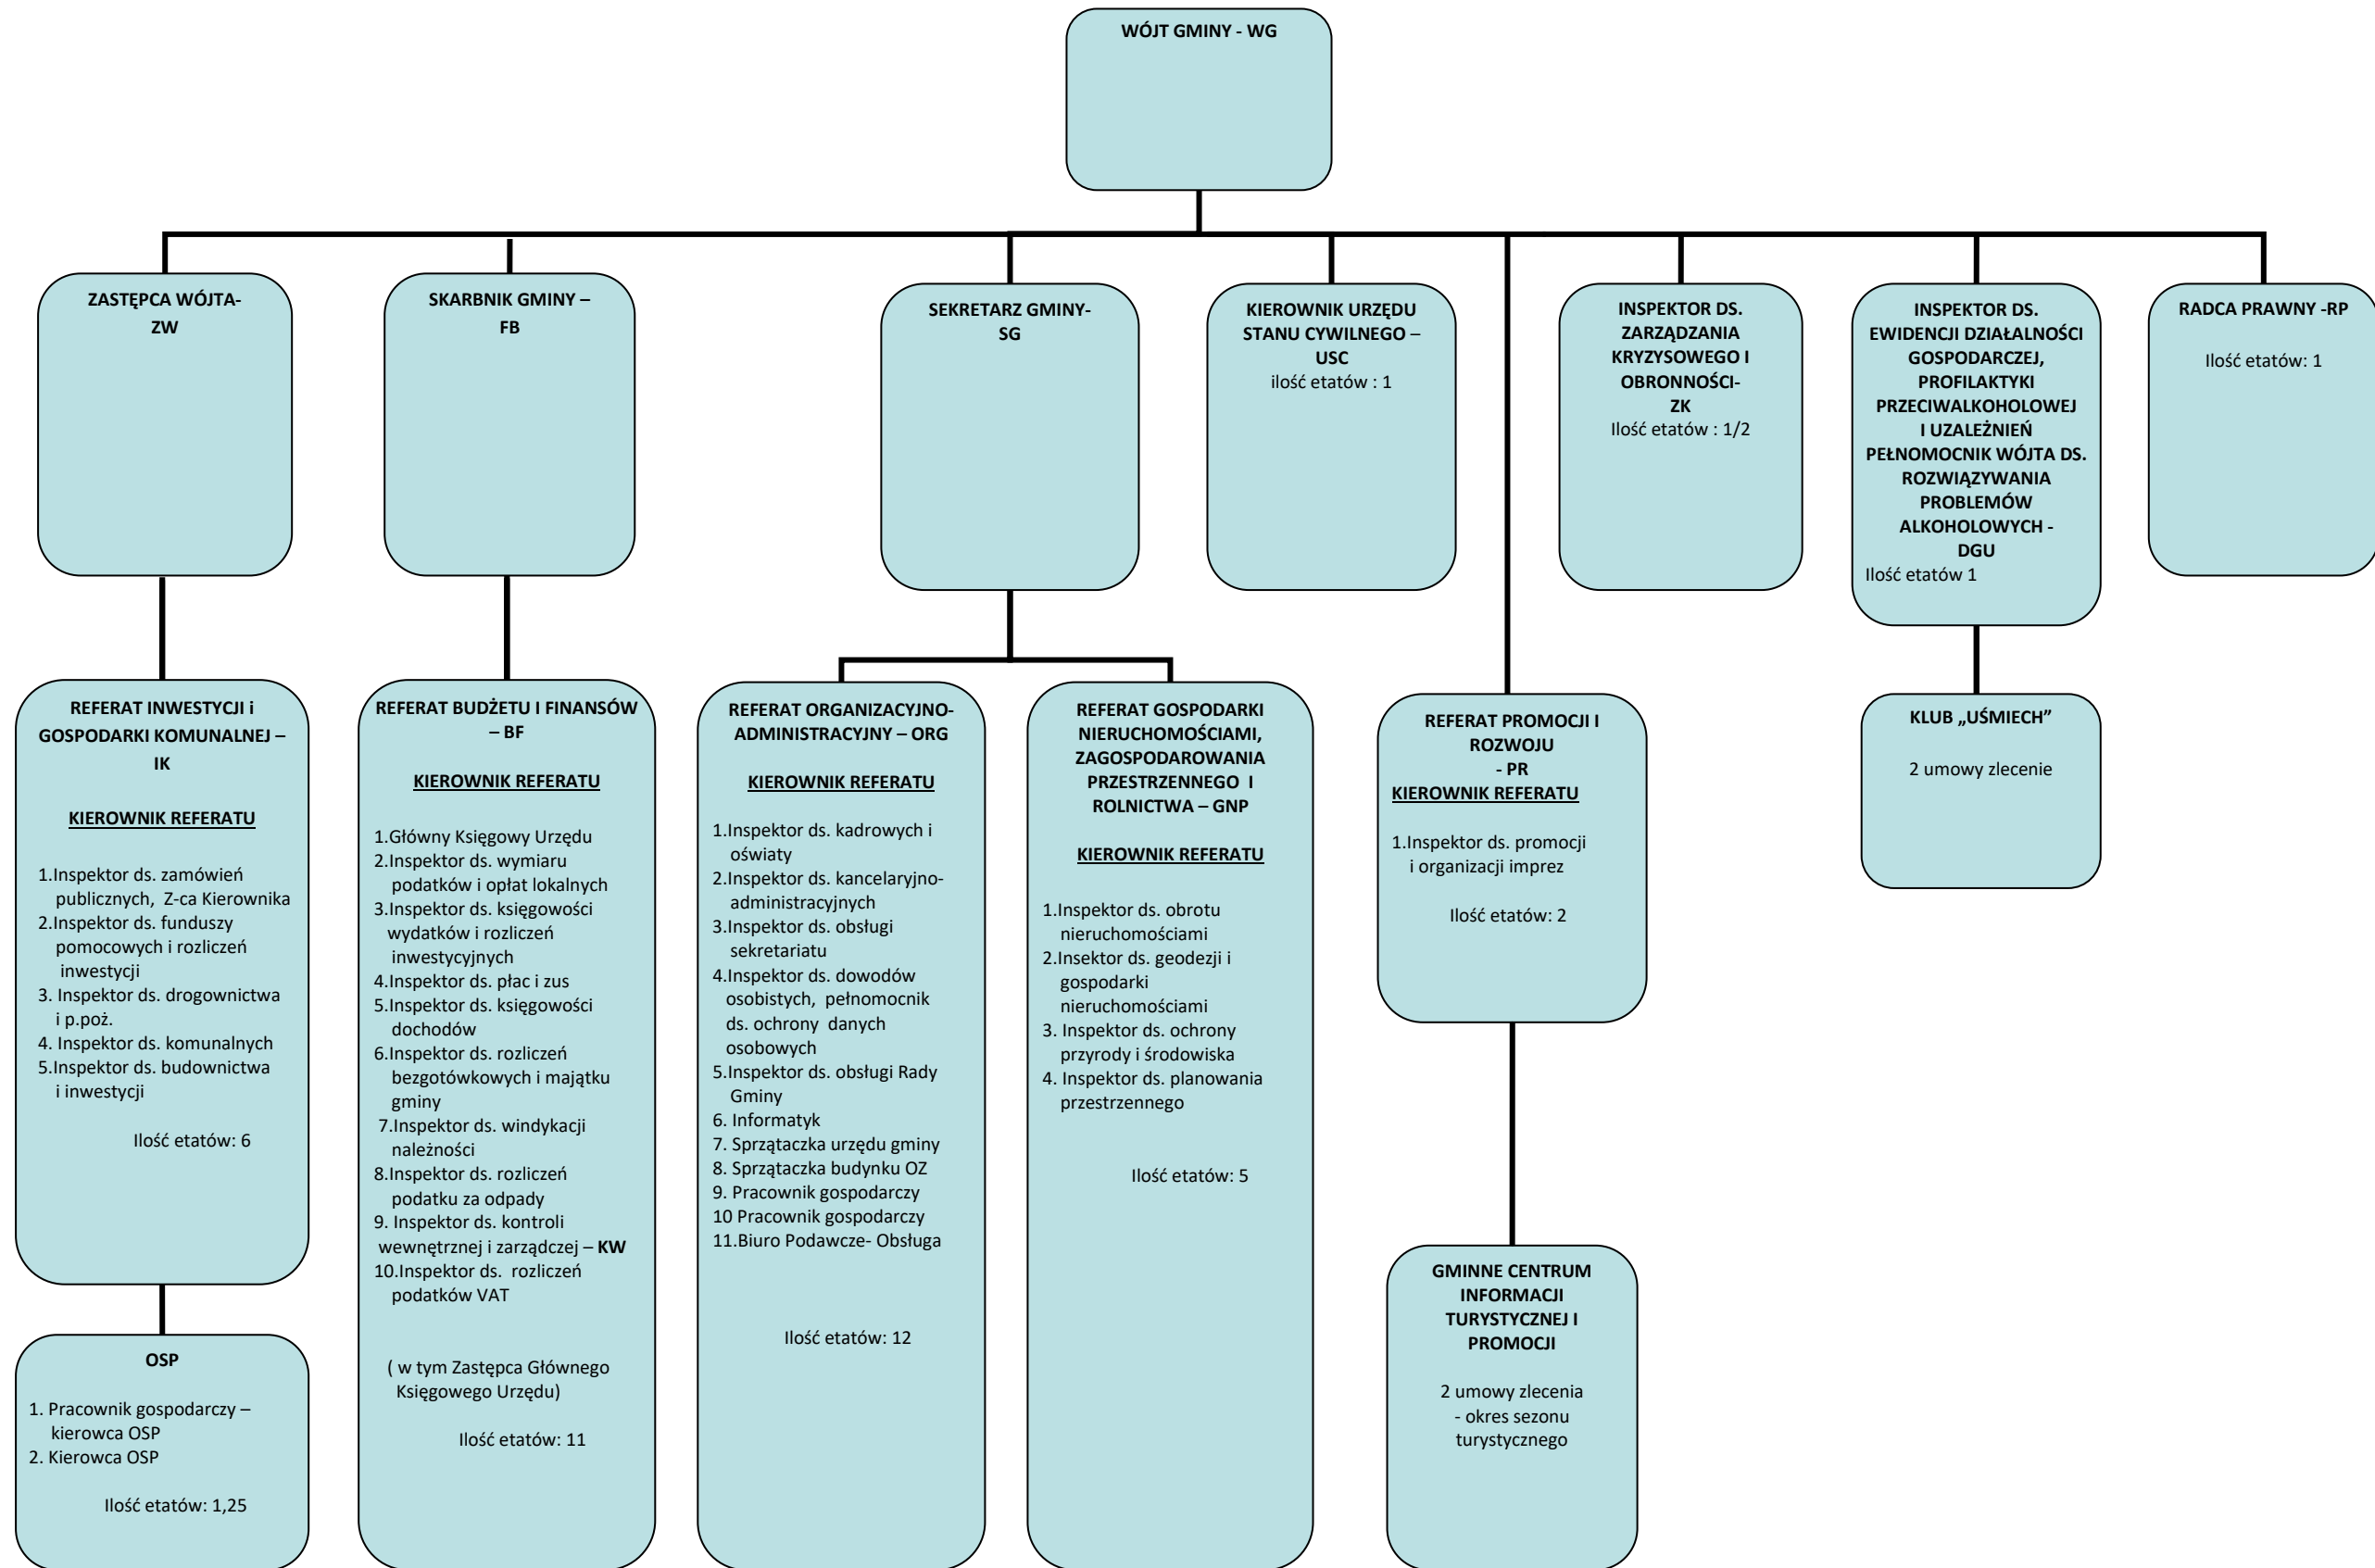 WÓJT GMINY - WG
ZASTĘPCA WÓJTA-
ZW
SKARBNIK GMINY –
FB
SEKRETARZ GMINY-
SG
KIEROWNIK URZĘDU
STANU CYWILNEGO –
USC
ilość etatów : 1
INSPEKTOR DS.
ZARZĄDZANIA
KRYZYSOWEGO I
OBRONNOŚCI-
ZK
Ilość etatów : 1/2
INSPEKTOR DS.
EWIDENCJI DZIAŁALNOŚCI
GOSPODARCZEJ,
PROFILAKTYKI
PRZECIWALKOHOLOWEJ
I UZALEŻNIEŃ
PEŁNOMOCNIK WÓJTA DS.
ROZWIĄZYWANIA
PROBLEMÓW
ALKOHOLOWYCH -
DGU
Ilość etatów 1
RADCA PRAWNY -RP
Ilość etatów: 1
REFERAT INWESTYCJI i
GOSPODARKI KOMUNALNEJ –
IK
KIEROWNIK REFERATU
1.Inspektor ds. zamówień
publicznych, Z-ca Kierownika
2.Inspektor ds. funduszy
pomocowych i rozliczeń
inwestycji
3. Inspektor ds. drogownictwa
i p.poż.
4. Inspektor ds. komunalnych
5.Inspektor ds. budownictwa
i inwestycji
Ilość etatów: 6
REFERAT BUDŻETU I FINANSÓW
– BF
KIEROWNIK REFERATU
1.Główny Księgowy Urzędu
2.Inspektor ds. wymiaru
podatków i opłat lokalnych
3.Inspektor ds. księgowości
wydatków i rozliczeń
inwestycyjnych
4.Inspektor ds. płac i zus
5.Inspektor ds. księgowości
dochodów
6.Inspektor ds. rozliczeń
bezgotówkowych i majątku
gminy
7.Inspektor ds. windykacji
należności
8.Inspektor ds. rozliczeń
podatku za odpady
9. Inspektor ds. kontroli
wewnętrznej i zarządczej – KW
10.Inspektor ds. rozliczeń
podatków VAT
( w tym Zastępca Głównego
Księgowego Urzędu)
Ilość etatów: 11
REFERAT ORGANIZACYJNO-
ADMINISTRACYJNY – ORG
KIEROWNIK REFERATU
1.Inspektor ds. kadrowych i
oświaty
2.Inspektor ds. kancelaryjno-
administracyjnych
3.Inspektor ds. obsługi
sekretariatu
4.Inspektor ds. dowodów
osobistych, pełnomocnik
ds. ochrony danych
osobowych
5.Inspektor ds. obsługi Rady
Gminy
6. Informatyk
7. Sprzątaczka urzędu gminy
8. Sprzątaczka budynku OZ
9. Pracownik gospodarczy
10 Pracownik gospodarczy
11.Biuro Podawcze- Obsługa
Ilość etatów: 12
REFERAT GOSPODARKI
NIERUCHOMOŚCIAMI,
ZAGOSPODAROWANIA
PRZESTRZENNEGO I
ROLNICTWA – GNP
KIEROWNIK REFERATU
1.Inspektor ds. obrotu
nieruchomościami
2.Insektor ds. geodezji i
gospodarki
nieruchomościami
3. Inspektor ds. ochrony
przyrody i środowiska
4. Inspektor ds. planowania
przestrzennego
Ilość etatów: 5
REFERAT PROMOCJI I
ROZWOJU
- PR
KIEROWNIK REFERATU
1.Inspektor ds. promocji
i organizacji imprez
Ilość etatów: 2
KLUB „UŚMIECH”
2 umowy zlecenie
OSP
1. Pracownik gospodarczy –
kierowca OSP
2. Kierowca OSP
Ilość etatów: 1,25
GMINNE CENTRUM
INFORMACJI
TURYSTYCZNEJ I
PROMOCJI
2 umowy zlecenia
- okres sezonu
turystycznego